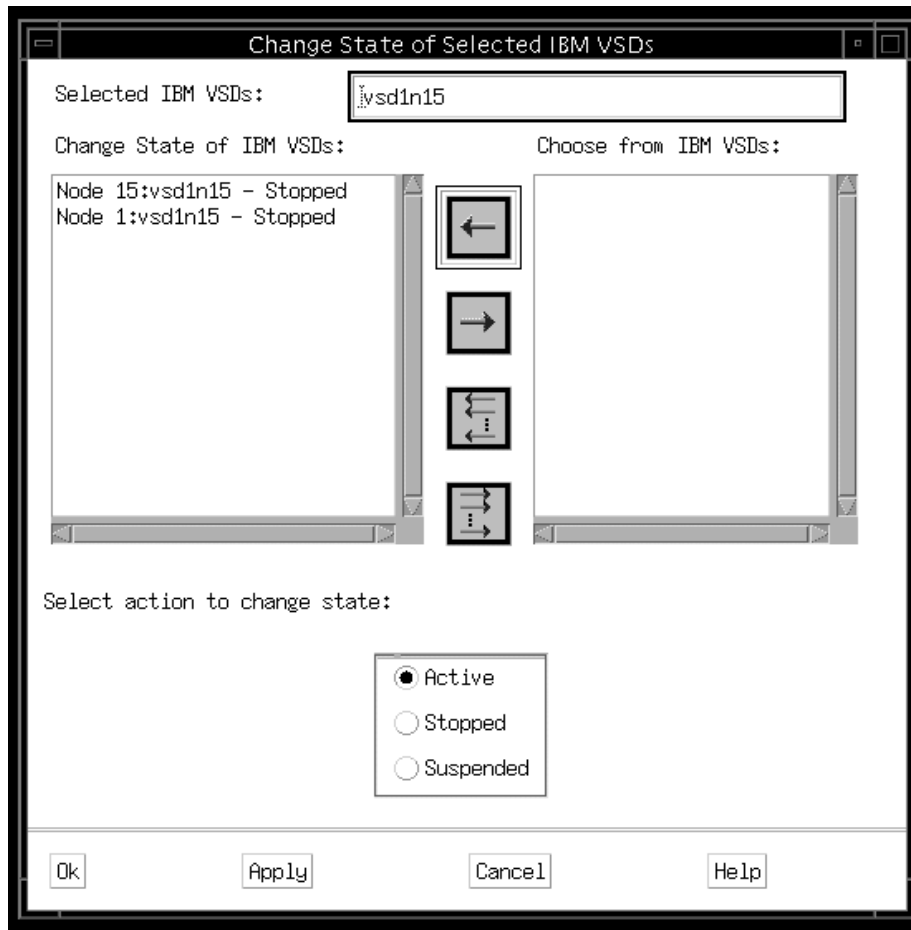 Change State of Selected IBM VSDs
Selected IBM VSDs: vsd1n15
Change State of IBM VSDs: Choose from IBM VSDs:
Node 15:vsd1n15 – Stopped
Node 1:vsd1n15 – Stopped
Select action to change state:
Active
Stopped
Suspended
Ok Apply Cancel Help